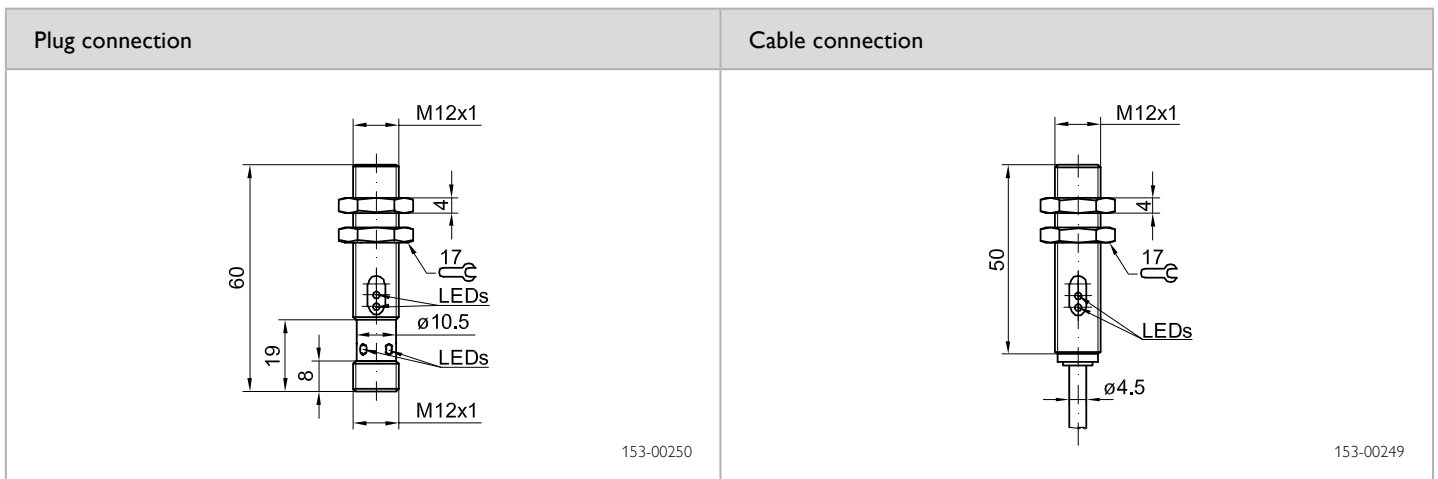 Plug connection
Cable connection
M12x1
4
60
17
LEDs
ø10.5
19
LEDs
8
M12x1
153-00250
M12x1
4
50
17
LEDs
ø4.5
153-00249